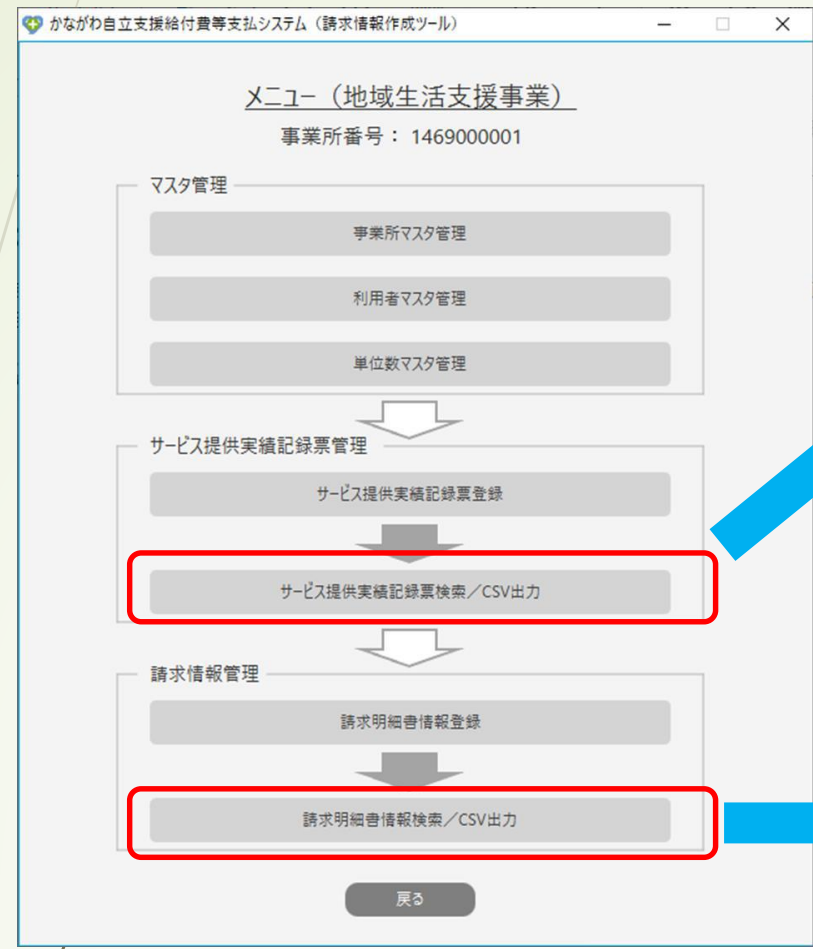 かながわ自立支援給付費等支払システム（請求情報作成ツール）
メニュー（地域生活支援事業）
事業所番号： 1469000001
マスタ管理
事業所マスタ管理
利用者マスタ管理
単位数マスタ管理
サービス提供実績記録票管理
サービス提供実績記録票登録
サービス提供実績記録票検索／CSV出力
請求情報管理
請求明細書情報登録
請求明細書情報検索／CSV出力
戻る